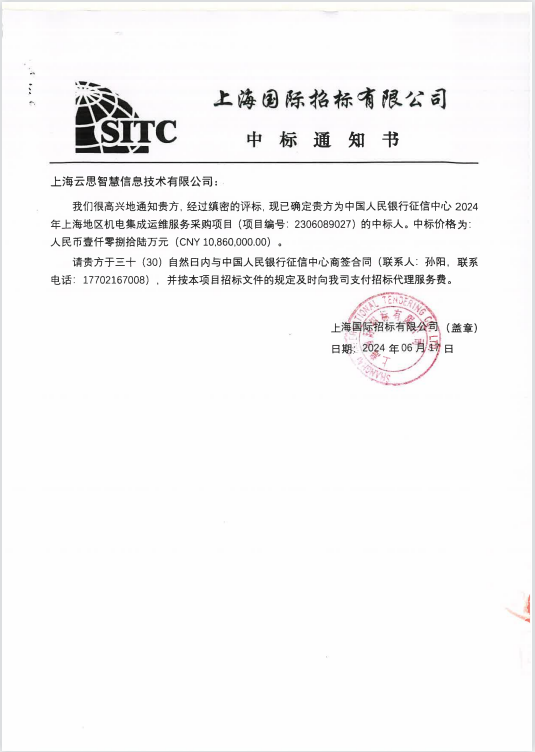 SITC
上海国际招标有限公司
中标通知书
上海云思智慧信息技术有限公司：
我们很高兴地通知贵方，经过缜密的评标，现已确定贵方为中国人民银行征信中心 2024
年上海地区机电集成运维服务采购项目（项目编号：2306089027）的中标人。中标价格为：
人民币壹仟零捌拾陆万元（CNY 10,860,000.00）。
请贵方于三十（30）自然日内与中国人民银行征信中心商签合同（联系人：孙阳，联系
电话：17702167008），并按本项目招标文件的规定及时向我司支付招标代理服务费。
上海国际招标有限公司（盖章）
日期：2024 年 06 月 17 日
SHANGHAI INTERNATIONAL TENDERING CO., LTD